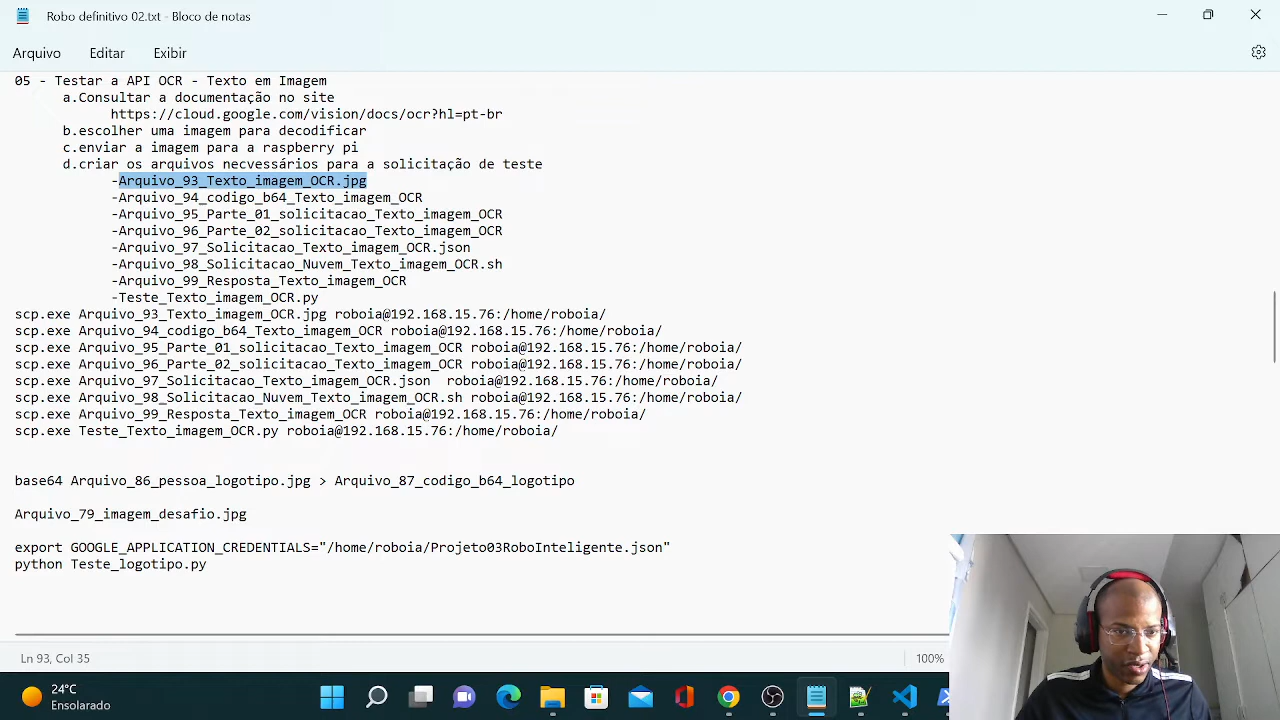 Robo definitivo 02.txt - Bloco de notas
Arquivo Editar Exibir
05 - Testar a API OCR - Texto em Imagem
a.Consultar a documentação no site
https://cloud.google.com/vision/docs/ocr?hl=pt-br
b.escolher uma imagem para decodificar
c.enviar a imagem para a raspberry pi
d.criar os arquivos necvessários para a solicitação de teste
-Arquivo_93_Texto_imagem_OCR.jpg
-Arquivo_94_codigo_b64_Texto_imagem_OCR
-Arquivo_95_Parte_01_solicitacao_Texto_imagem_OCR
-Arquivo_96_Parte_02_solicitacao_Texto_imagem_OCR
-Arquivo_97_Solicitacao_Texto_imagem_OCR.json
-Arquivo_98_Solicitacao_Nuvem_Texto_imagem_OCR.sh
-Arquivo_99_Resposta_Texto_imagem_OCR
-Teste_Texto_imagem_OCR.py
scp.exe Arquivo_93_Texto_imagem_OCR.jpg roboia@192.168.15.76:/home/roboia/
scp.exe Arquivo_94_codigo_b64_Texto_imagem_OCR roboia@192.168.15.76:/home/roboia/
scp.exe Arquivo_95_Parte_01_solicitacao_Texto_imagem_OCR roboia@192.168.15.76:/home/roboia/
scp.exe Arquivo_96_Parte_02_solicitacao_Texto_imagem_OCR roboia@192.168.15.76:/home/roboia/
scp.exe Arquivo_97_Solicitacao_Texto_imagem_OCR.json  roboia@192.168.15.76:/home/roboia/
scp.exe Arquivo_98_Solicitacao_Nuvem_Texto_imagem_OCR.sh roboia@192.168.15.76:/home/roboia/
scp.exe Arquivo_99_Resposta_Texto_imagem_OCR roboia@192.168.15.76:/home/roboia/
scp.exe Teste_Texto_imagem_OCR.py roboia@192.168.15.76:/home/roboia/
base64 Arquivo_86_pessoa_logotipo.jpg > Arquivo_87_codigo_b64_logotipo
Arquivo_79_imagem_desafio.jpg
export GOOGLE_APPLICATION_CREDENTIALS="/home/roboia/Projeto03RoboInteligente.json"
python Teste_logotipo.py
Ln 93, Col 35
100%
24°C
Ensolarado